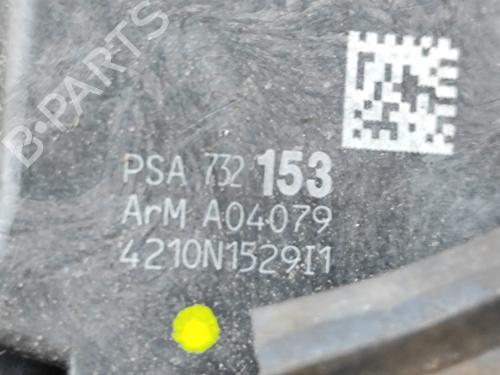 B-PARTS
PSA 732 153
ArM A04079
4210N1529I1